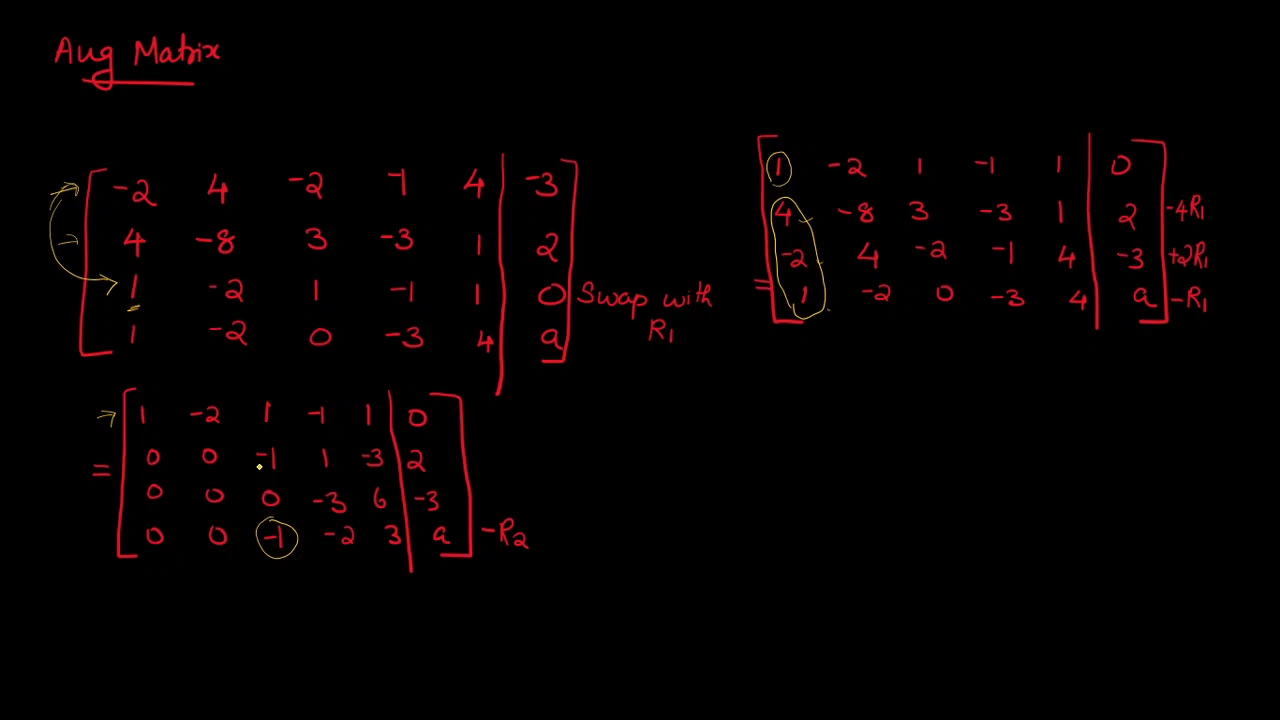 Aug Matrix
-2 4 -2 -1 4 | -3
4 -8 3 -3 1 | 2
1 -2 1 -1 1 | 0 Swap with
R1
1 -2 0 -3 4 | a
1 -2 1 -1 1 | 0
4 -8 3 -3 1 | 2 -4R1
-2 4 -2 -1 4 | -3 +2R1
= 1 -2 0 -3 4 | a -R1
1 -2 1 -1 1 | 0
= 0 0 -1 1 -3 | 2
0 0 0 -3 6 | -3
0 0 -1 -2 3 | a -R2